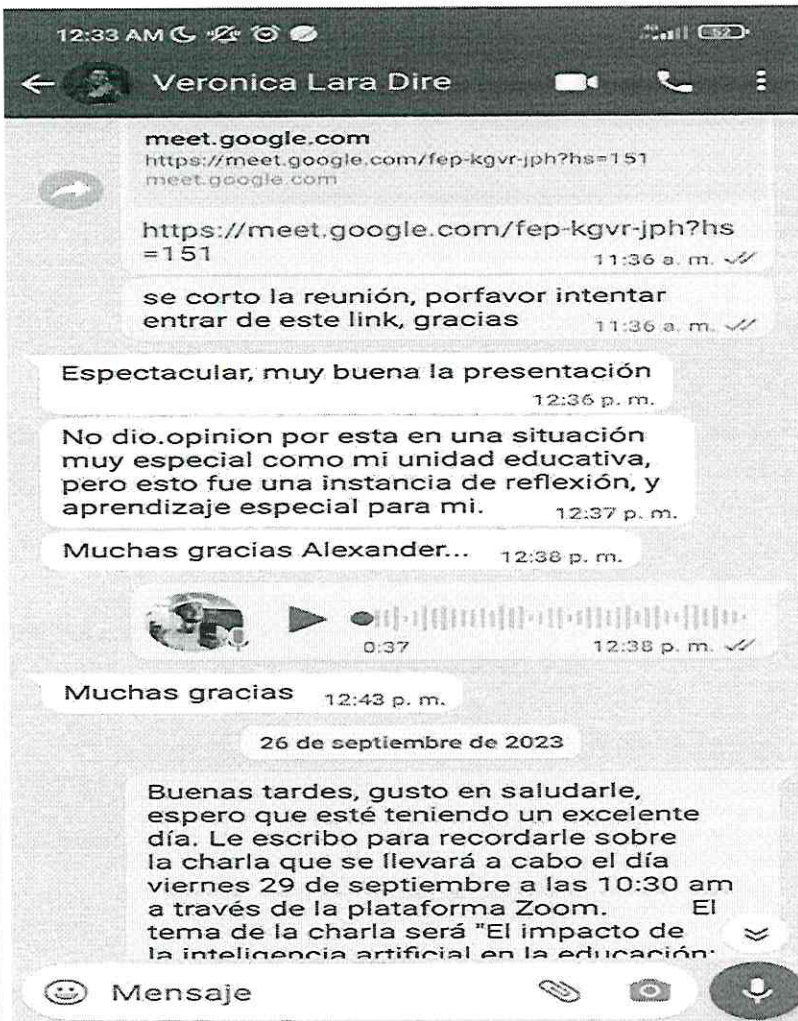 12:33 AM
52
Veronica Lara Dire
meet.google.com
https://meet.google.com/fep-kgvr-jph?hs=151
meet.google.com
https://meet.google.com/fep-kgvr-jph?hs
=151
11:36 a. m.
se corto la reunión, porfavor intentar
entrar de este link, gracias
11:36 a. m.
Espectacular, muy buena la presentación
12:36 p. m.
No dio.opinion por esta en una situación
muy especial como mi unidad educativa,
pero esto fue una instancia de reflexión, y
aprendizaje especial para mi.
12:37 p. m.
Muchas gracias Alexander...
12:38 p. m.
0:37
12:38 p. m.
Muchas gracias
12:43 p. m.
26 de septiembre de 2023
Buenas tardes, gusto en saludarle,
espero que esté teniendo un excelente
día. Le escribo para recordarle sobre
la charla que se llevará a cabo el día
viernes 29 de septiembre a las 10:30 am
a través de la plataforma Zoom. El
tema de la charla será "El impacto de
la inteligencia artificial en la educación:
Mensaje